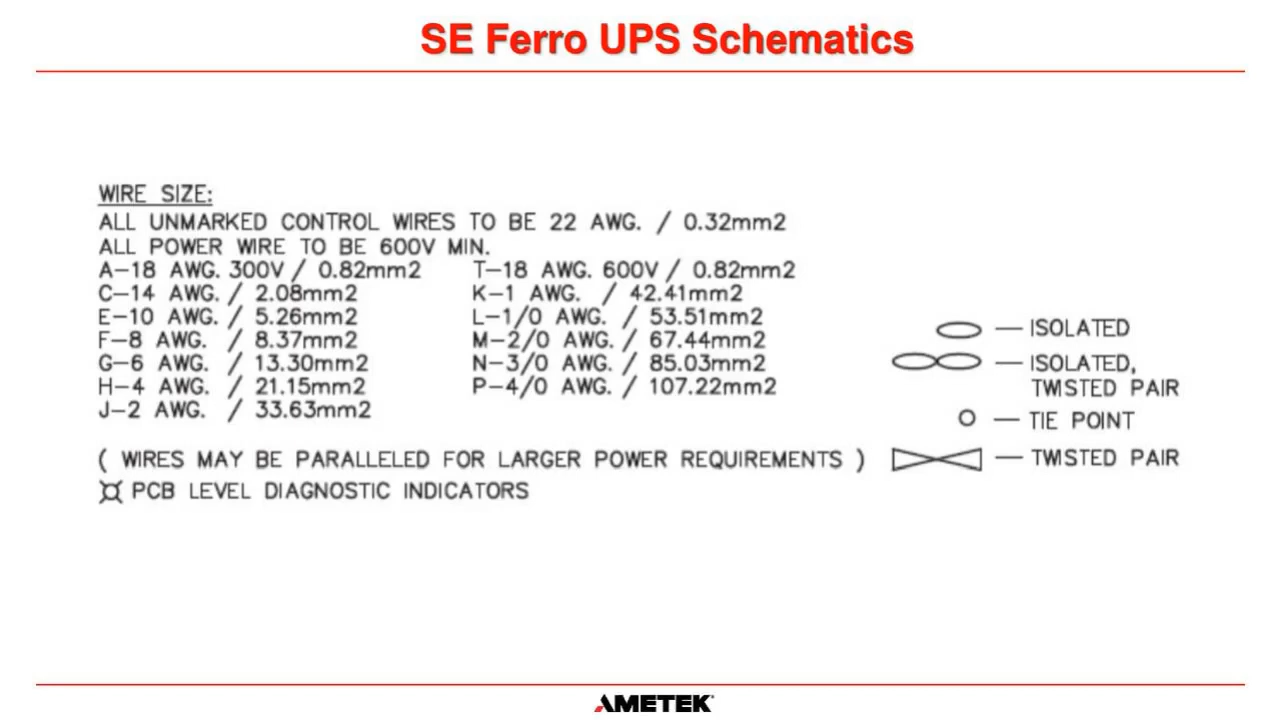 SE Ferro UPS Schematics
WIRE SIZE:
ALL UNMARKED CONTROL WIRES TO BE 22 AWG. / 0.32mm2
ALL POWER WIRE TO BE 600V MIN.
A-18 AWG. 300V / 0.82mm2
C-14 AWG. / 2.08mm2
E-10 AWG. / 5.26mm2
F-8 AWG. / 8.37mm2
G-6 AWG. / 13.30mm2
H-4 AWG. / 21.15mm2
J-2 AWG. / 33.63mm2
T-18 AWG. 600V / 0.82mm2
K-1 AWG. / 42.41mm2
L-1/0 AWG. / 53.51mm2
M-2/0 AWG. / 67.44mm2
N-3/0 AWG. / 85.03mm2
P-4/0 AWG. / 107.22mm2
( WIRES MAY BE PARALLELED FOR LARGER POWER REQUIREMENTS )
PCB LEVEL DIAGNOSTIC INDICATORS
— ISOLATED
— ISOLATED,
TWISTED PAIR
— TIE POINT
— TWISTED PAIR
AMETEK